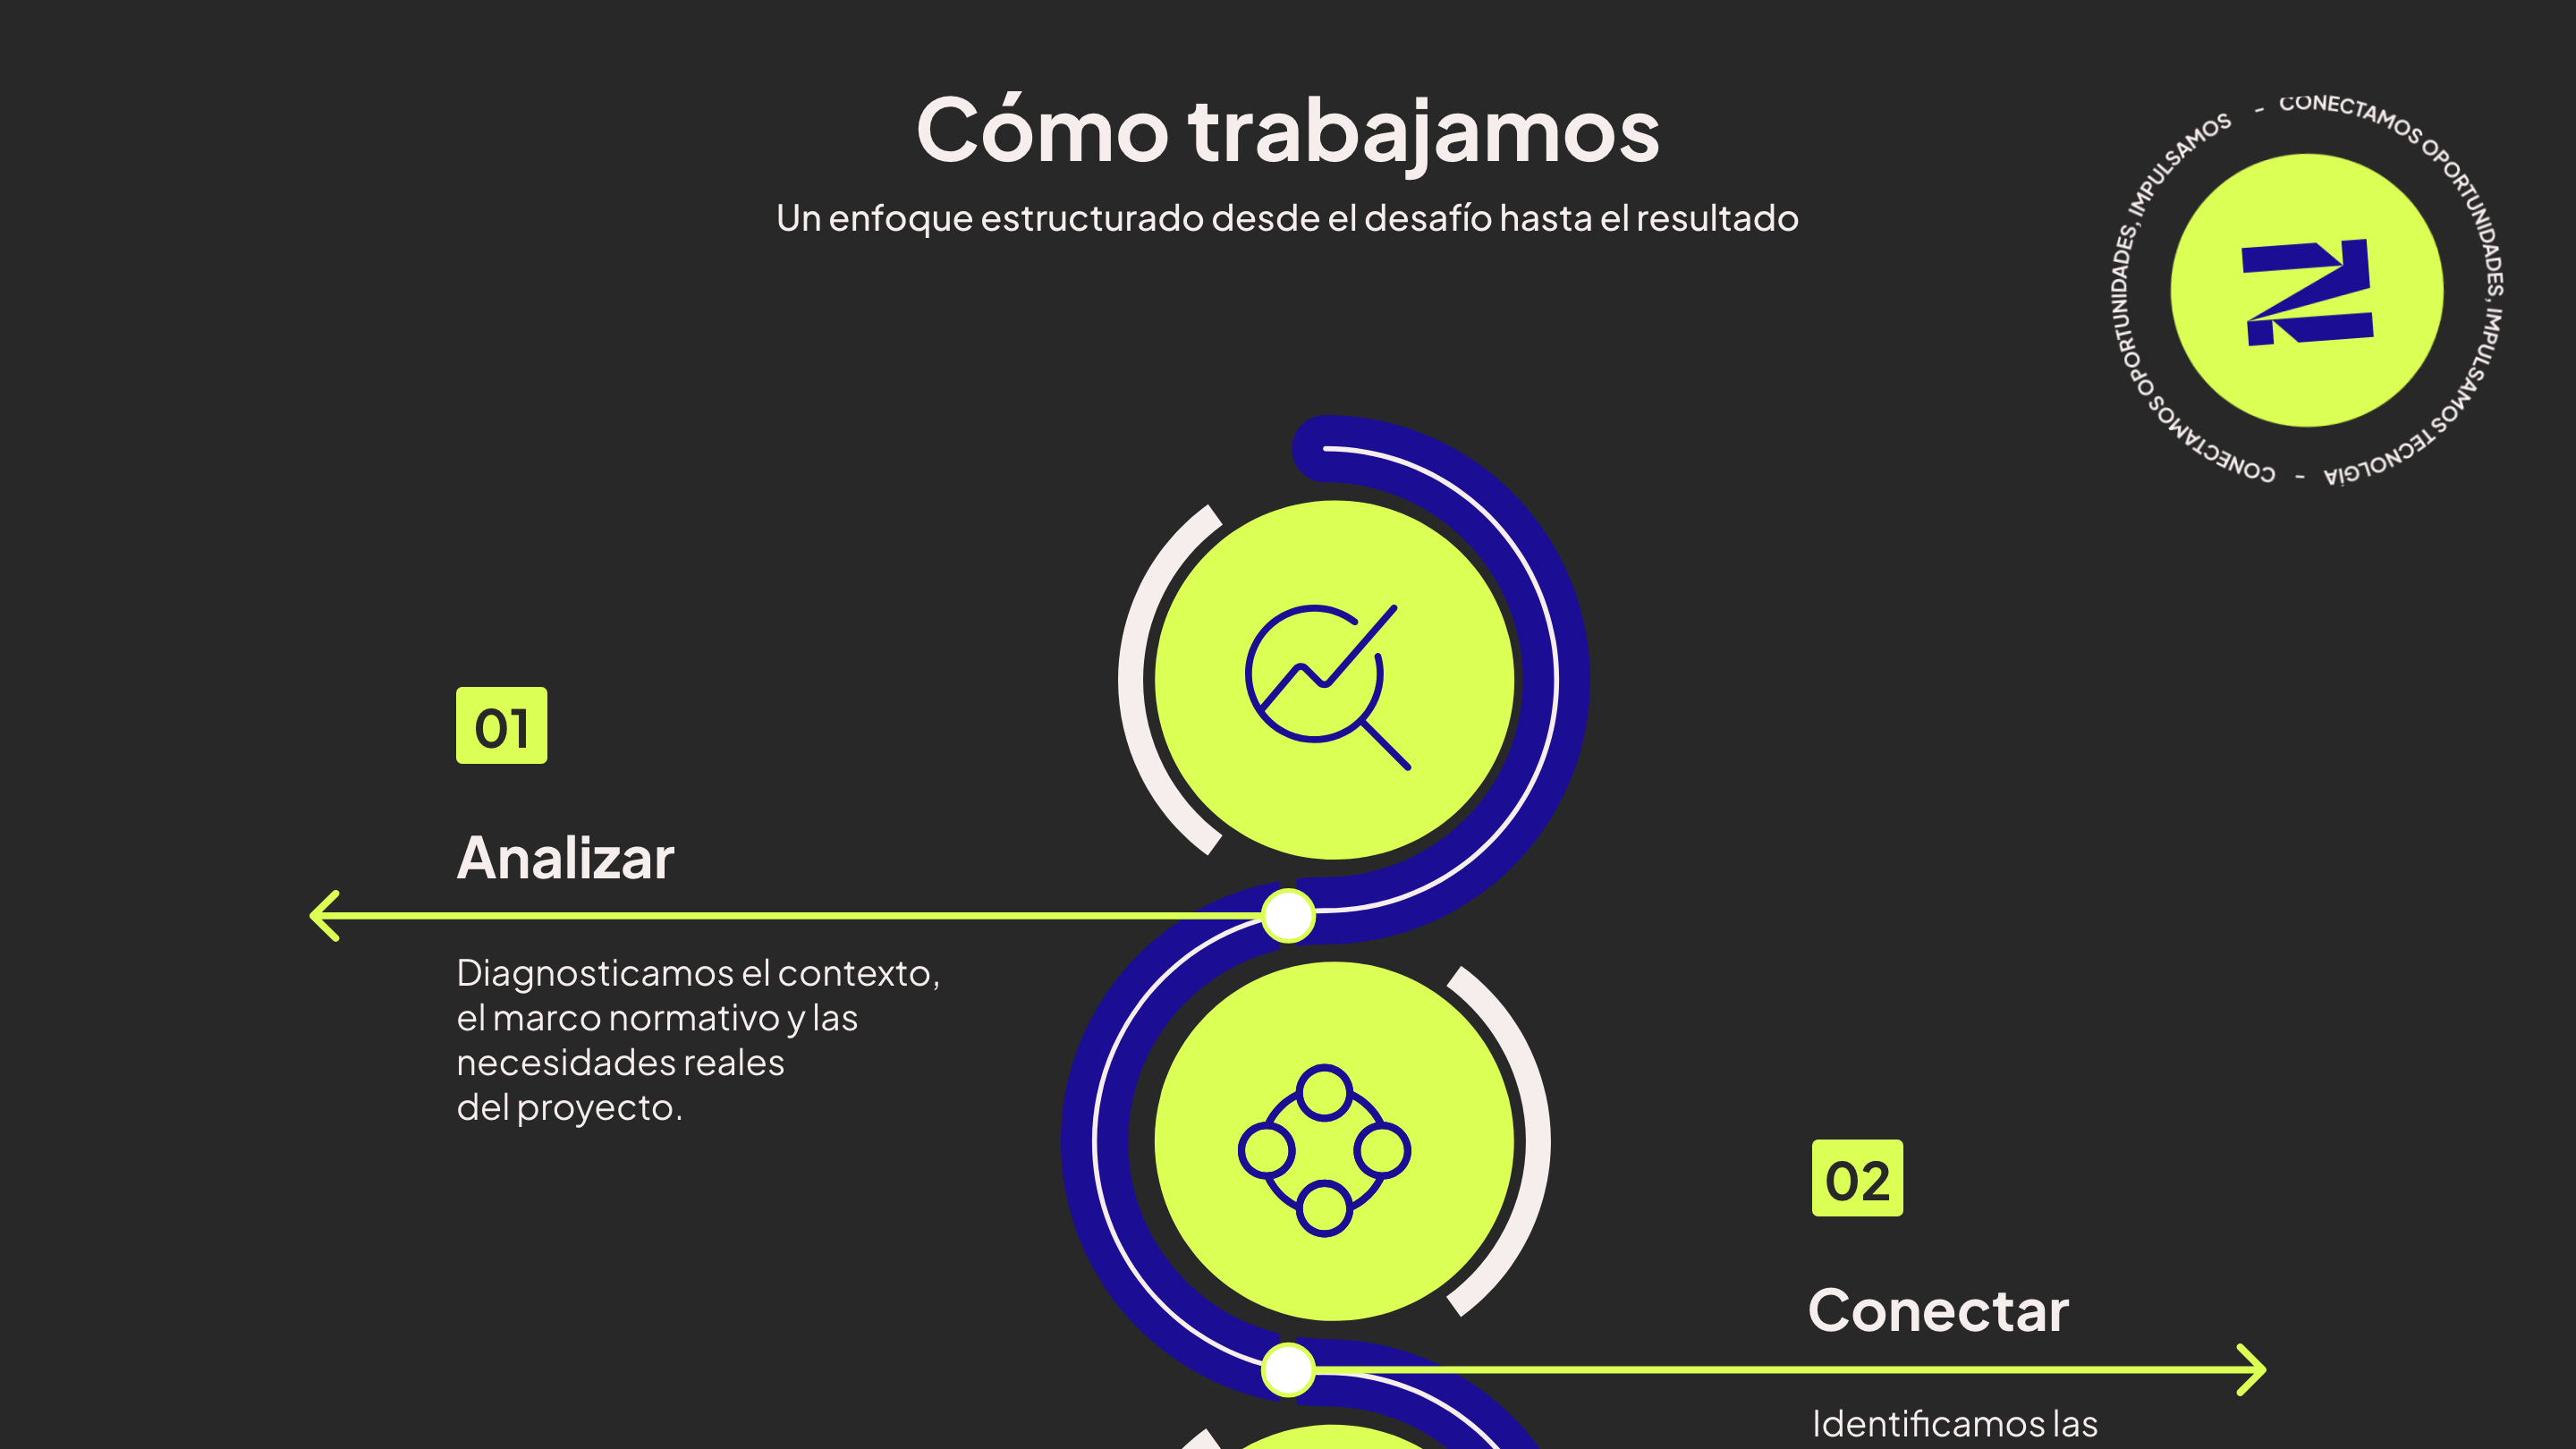 Cómo trabajamos
Un enfoque estructurado desde el desafío hasta el resultado
- CONECTAMOS OPORTUNIDADES, IMPULSAMOS TECNOLGÍA
- CONECTAMOS OPORTUNIDADES, IMPULSAMOS
N
01
Analizar
Diagnosticamos el contexto,
el marco normativo y las
necesidades reales
del proyecto.
02
Conectar
Identificamos las